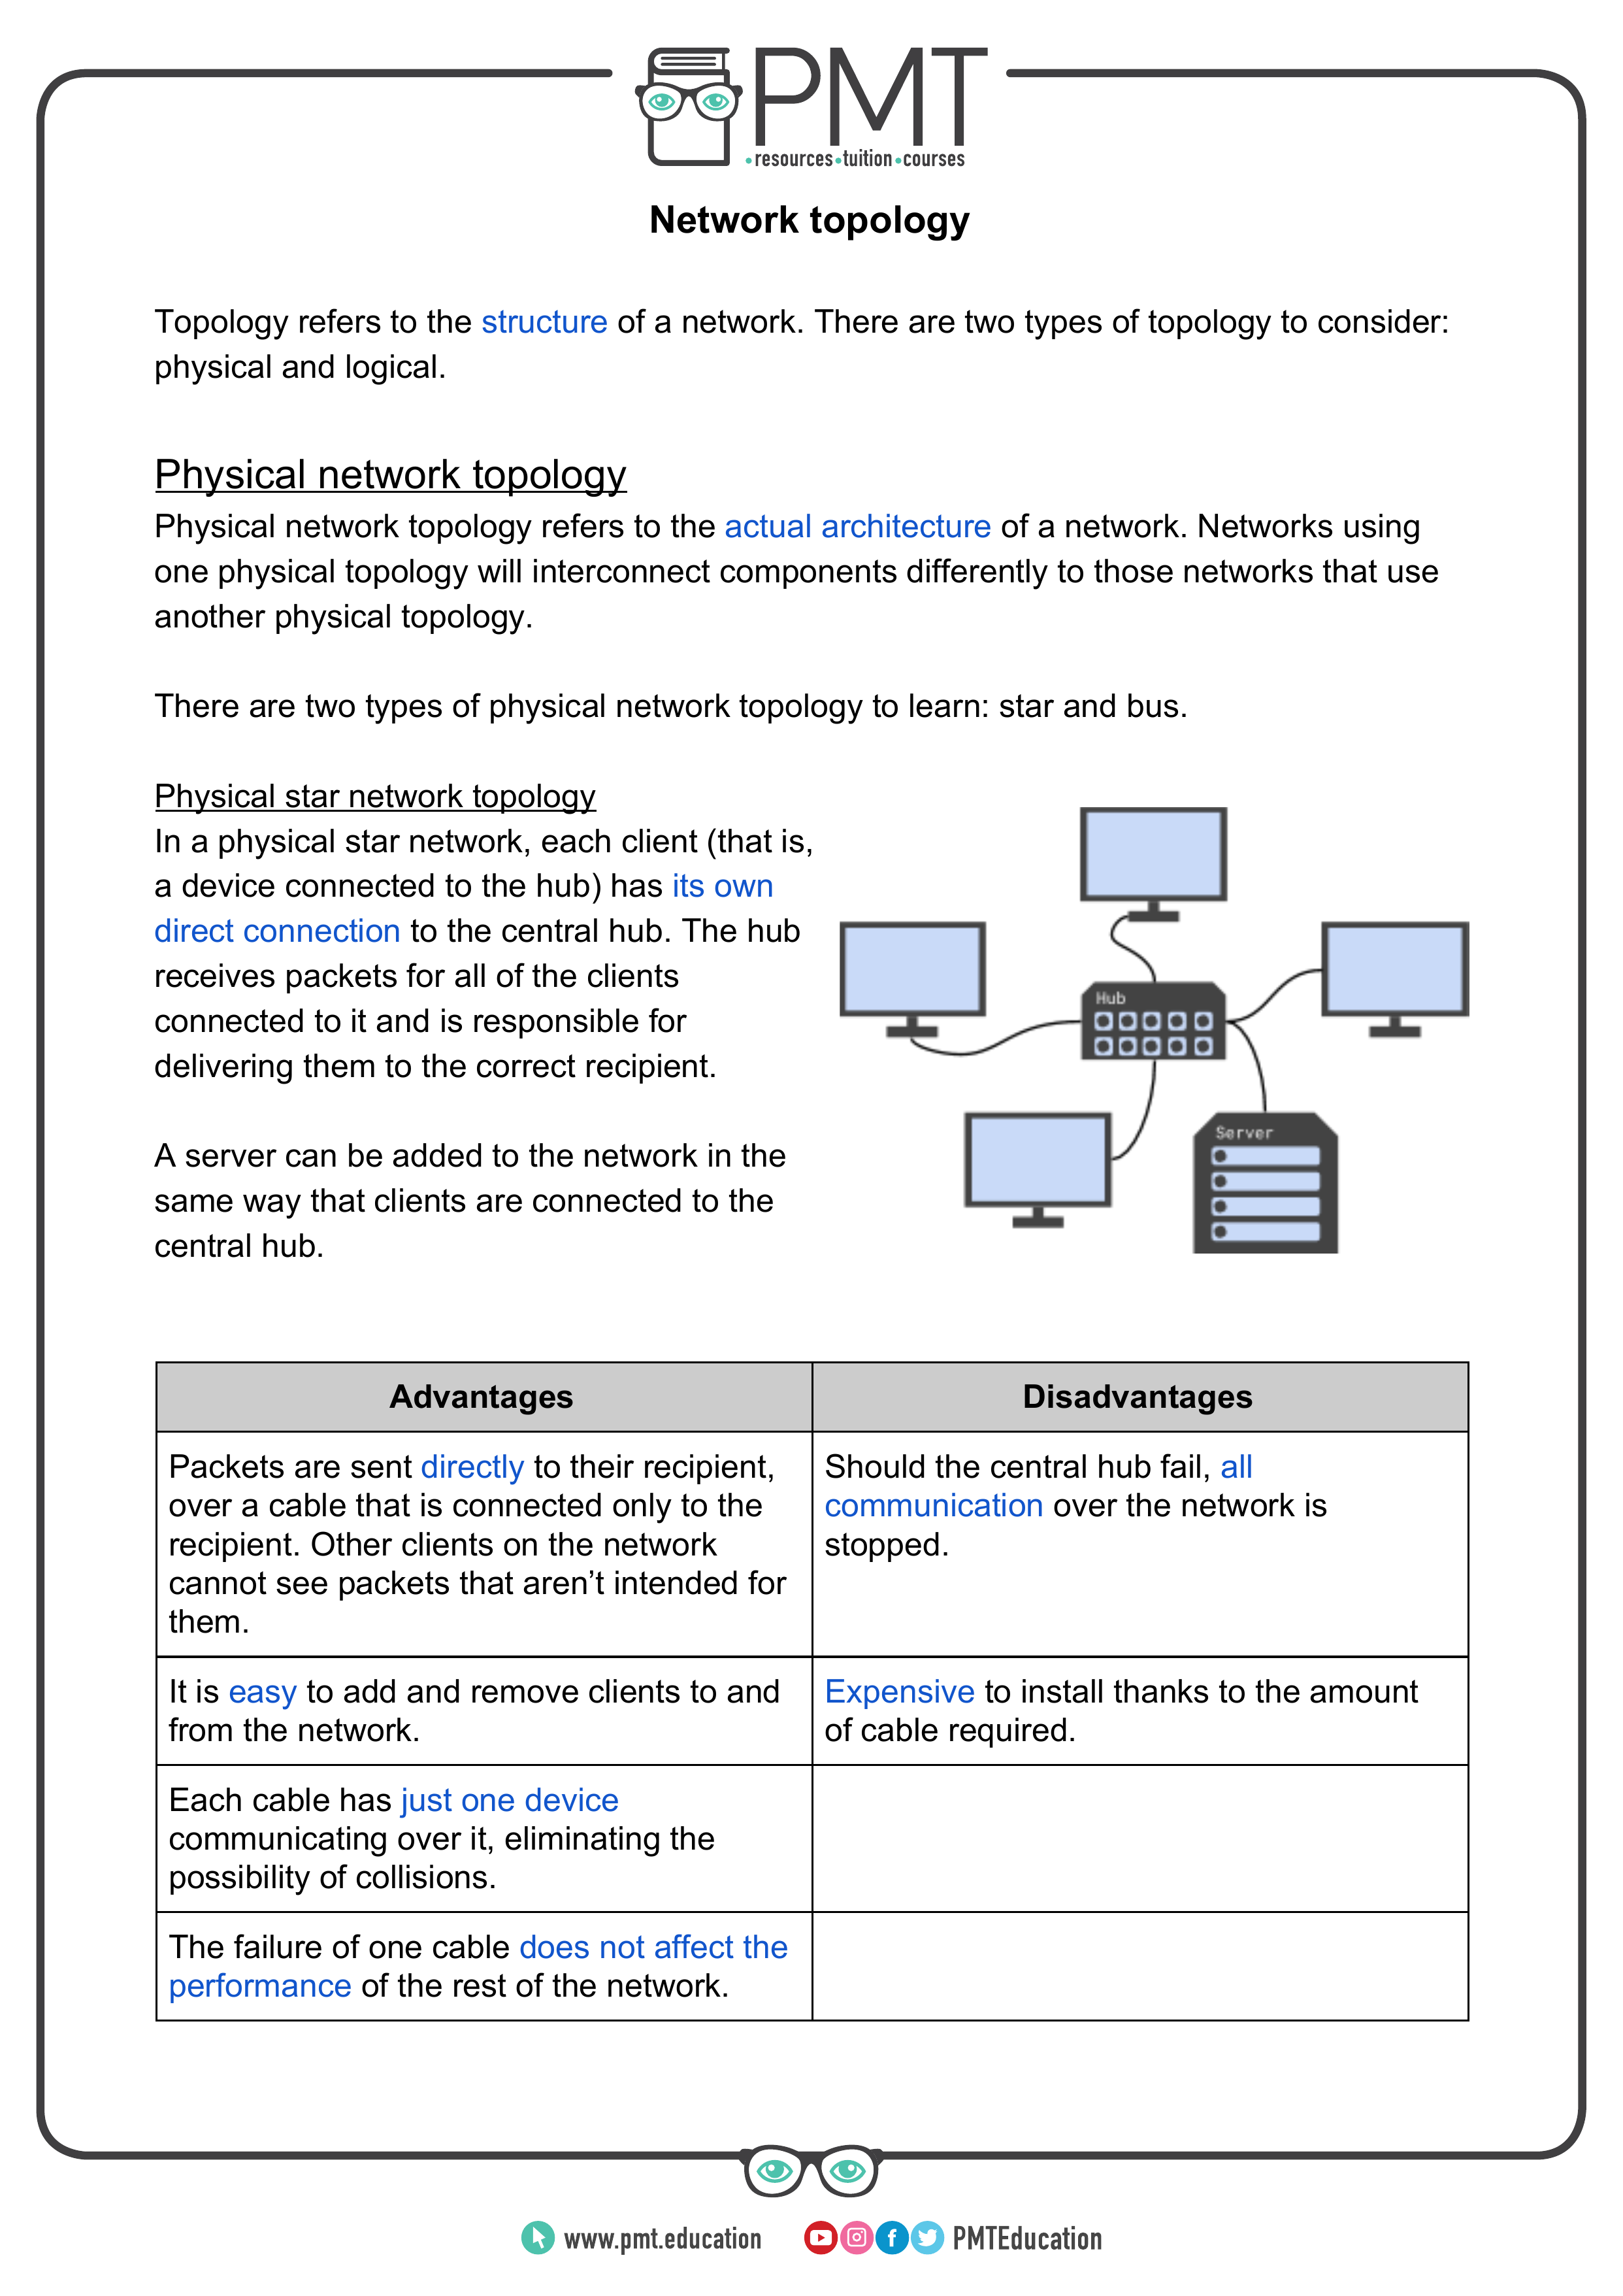 PMT
resources tuition courses
Network topology
Topology refers to the structure of a network. There are two types of topology to consider:
physical and logical.
Physical network topology
Physical network topology refers to the actual architecture of a network. Networks using
one physical topology will interconnect components differently to those networks that use
another physical topology.
There are two types of physical network topology to learn: star and bus.
Physical star network topology
In a physical star network, each client (that is,
a device connected to the hub) has its own
direct connection to the central hub. The hub
receives packets for all of the clients
connected to it and is responsible for
delivering them to the correct recipient.
A server can be added to the network in the
same way that clients are connected to the
central hub.
Hub
Server
Advantages
Disadvantages
Packets are sent directly to their recipient,
over a cable that is connected only to the
recipient. Other clients on the network
cannot see packets that aren’t intended for
them.
Should the central hub fail, all
communication over the network is
stopped.
It is easy to add and remove clients to and
from the network.
Expensive to install thanks to the amount
of cable required.
Each cable has just one device
communicating over it, eliminating the
possibility of collisions.
The failure of one cable does not affect the
performance of the rest of the network.
www.pmt.education
PMTEducation